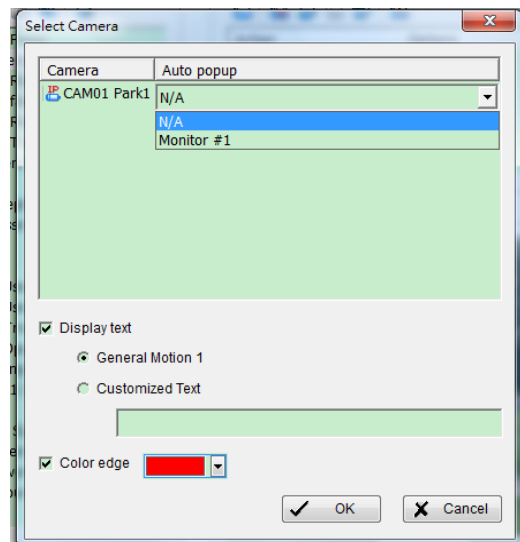 Select Camera
Camera Auto popup
IP CAM01 Park1 N/A
N/A
Monitor #1
Display text
General Motion 1
Customized Text
Color edge
OK Cancel